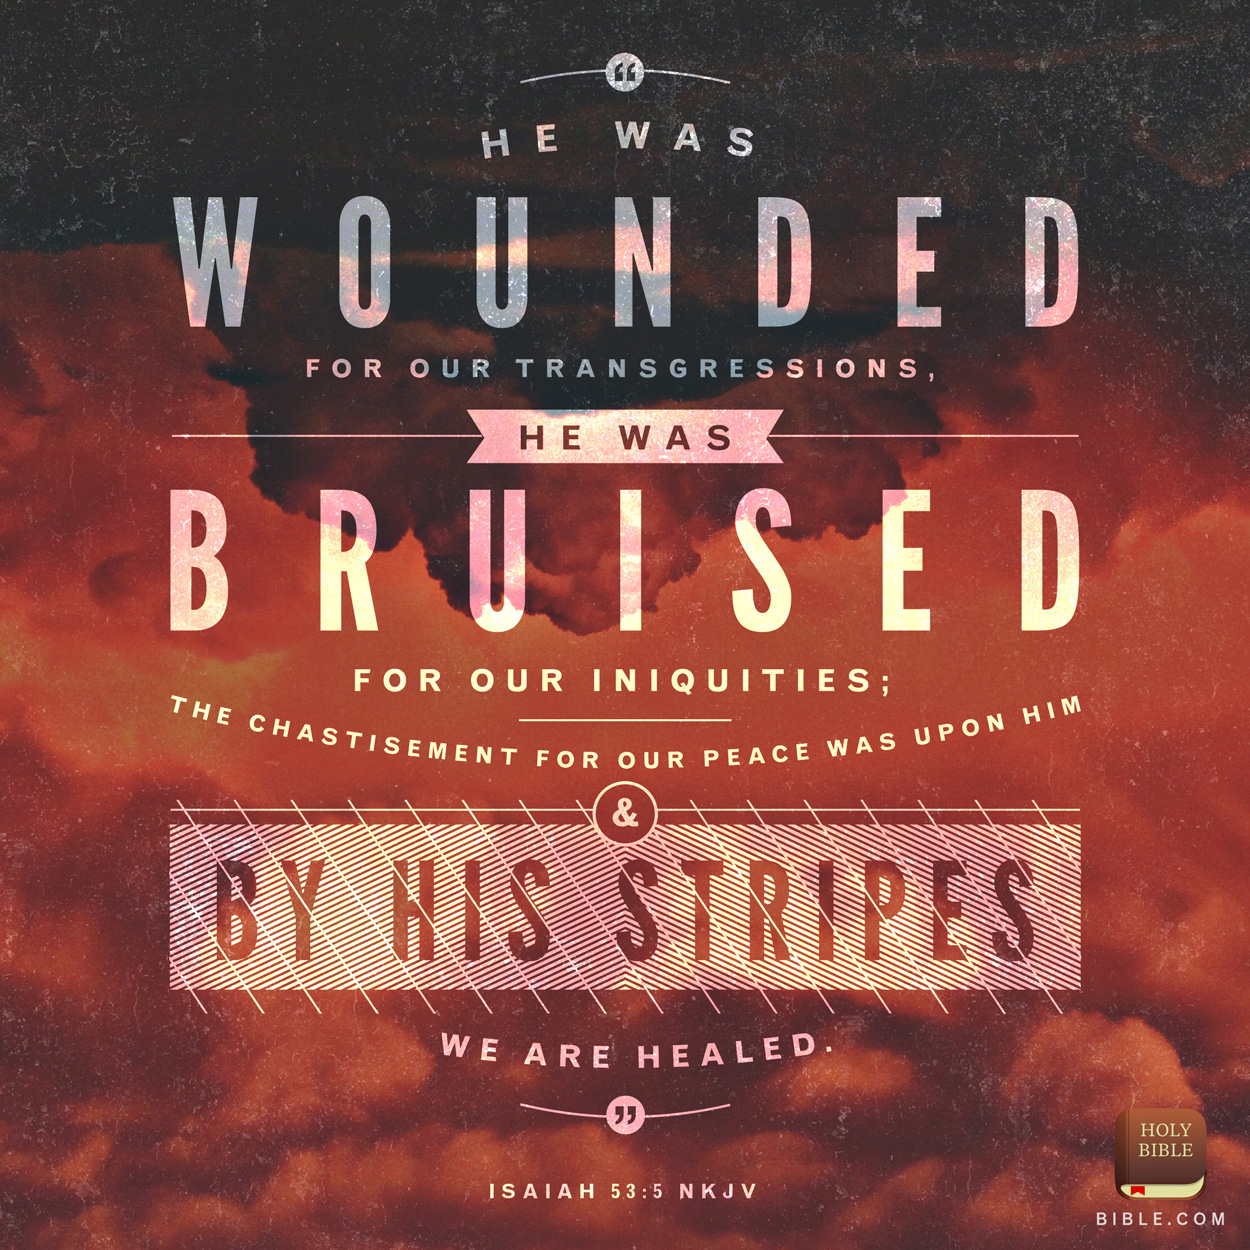 “
HE WAS
WOUNDED
FOR OUR TRANSGRESSIONS,
HE WAS
BRUISED
FOR OUR INIQUITIES;
THE CHASTISEMENT FOR OUR PEACE WAS UPON HIM
&
BY HIS STRIPES
WE ARE HEALED.
”
ISAIAH 53:5 NKJV
HOLY
BIBLE
BIBLE.COM